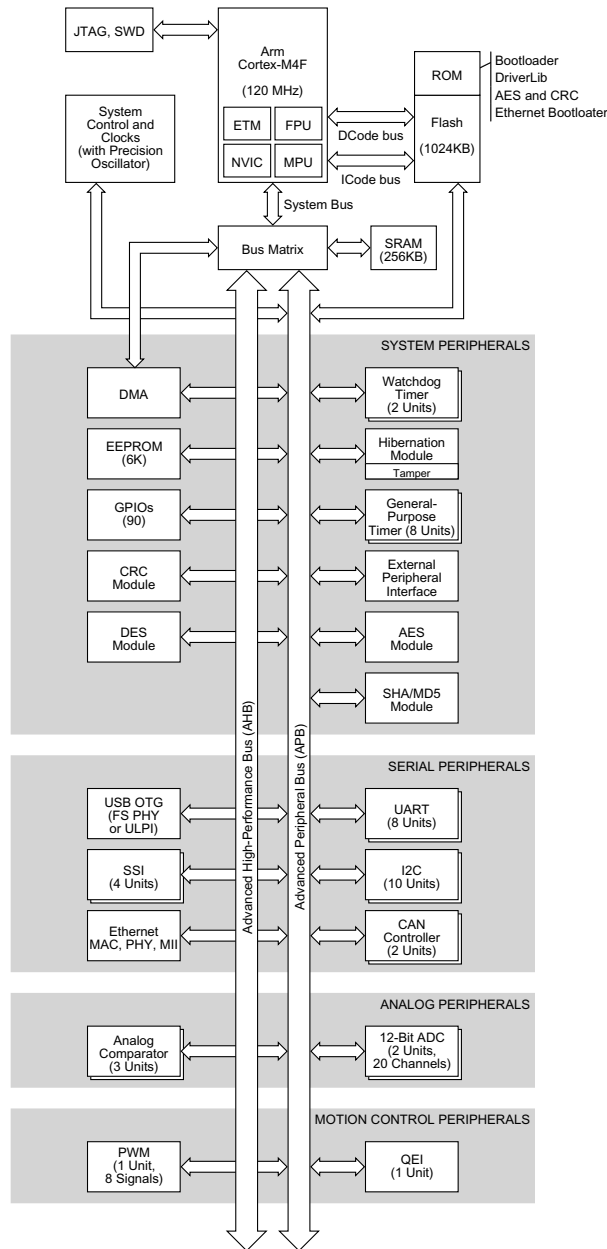 JTAG, SWD
Arm
Cortex-M4F
(120 MHz)
ETM
FPU
NVIC
MPU
ROM
Flash
(1024KB)
Bootloader
DriverLib
AES and CRC
Ethernet Bootloater
System
Control and
Clocks
(with Precision
Oscillator)
DCode bus
ICode bus
System Bus
Bus Matrix
SRAM
(256KB)
SYSTEM PERIPHERALS
DMA
Watchdog
Timer
(2 Units)
EEPROM
(6K)
Hibernation
Module
Tamper
GPIOs
(90)
General-
Purpose
Timer (8 Units)
CRC
Module
External
Peripheral
Interface
DES
Module
AES
Module
SHA/MD5
Module
Advanced High-Performance Bus (AHB)
Advanced Peripheral Bus (APB)
SERIAL PERIPHERALS
USB OTG
(FS PHY
or ULPI)
UART
(8 Units)
SSI
(4 Units)
I2C
(10 Units)
Ethernet
MAC, PHY, MII
CAN
Controller
(2 Units)
ANALOG PERIPHERALS
Analog
Comparator
(3 Units)
12-Bit ADC
(2 Units,
20 Channels)
MOTION CONTROL PERIPHERALS
PWM
(1 Unit,
8 Signals)
QEI
(1 Unit)